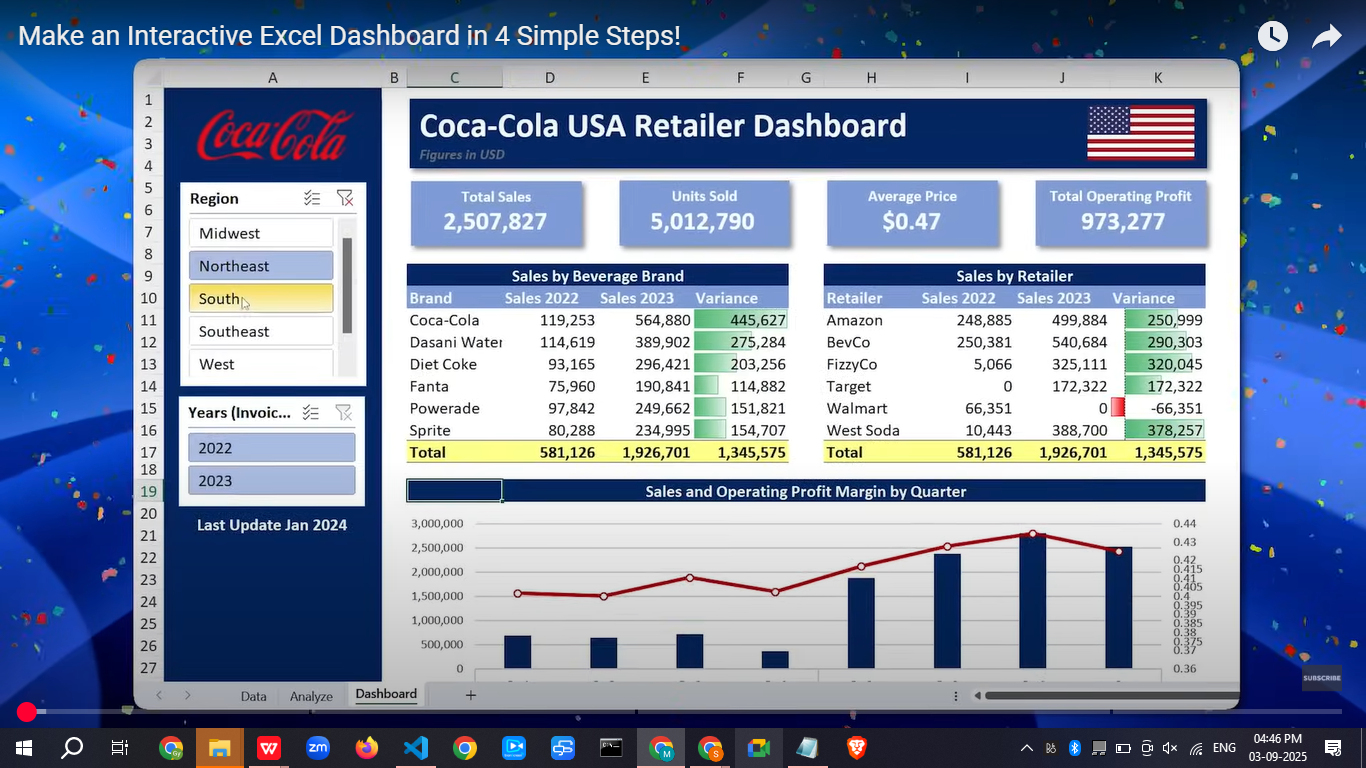 Make an Interactive Excel Dashboard in 4 Simple Steps!
A B C D E F G H I J K
1
2
3
4
5
6
7
8
9
10
11
12
13
14
15
16
17
18
19
20
21
22
23
24
25
26
27
Coca-Cola
Region
Midwest
Northeast
South
Southeast
West
Years (Invoic...
2022
2023
Last Update Jan 2024
Coca-Cola USA Retailer Dashboard
Figures in USD
Total Sales
2,507,827
Units Sold
5,012,790
Average Price
$0.47
Total Operating Profit
973,277
Sales by Beverage Brand
Brand Sales 2022 Sales 2023 Variance
Coca-Cola 119,253 564,880 445,627
Dasani Water 114,619 389,902 275,284
Diet Coke 93,165 296,421 203,256
Fanta 75,960 190,841 114,882
Powerade 97,842 249,662 151,821
Sprite 80,288 234,995 154,707
Total 581,126 1,926,701 1,345,575
Sales by Retailer
Retailer Sales 2022 Sales 2023 Variance
Amazon 248,885 499,884 250,999
BevCo 250,381 540,684 290,303
FizzyCo 5,066 325,111 320,045
Target 0 172,322 172,322
Walmart 66,351 0 -66,351
West Soda 10,443 388,700 378,257
Total 581,126 1,926,701 1,345,575
Sales and Operating Profit Margin by Quarter
3,000,000
2,500,000
2,000,000
1,500,000
1,000,000
500,000
0
0.44
0.43
0.42
0.415
0.41
0.405
0.4
0.395
0.39
0.385
0.38
0.375
0.37
0.36
Data Analyze Dashboard +
SUBSCRIBE
zm
ENG
04:46 PM
03-09-2025